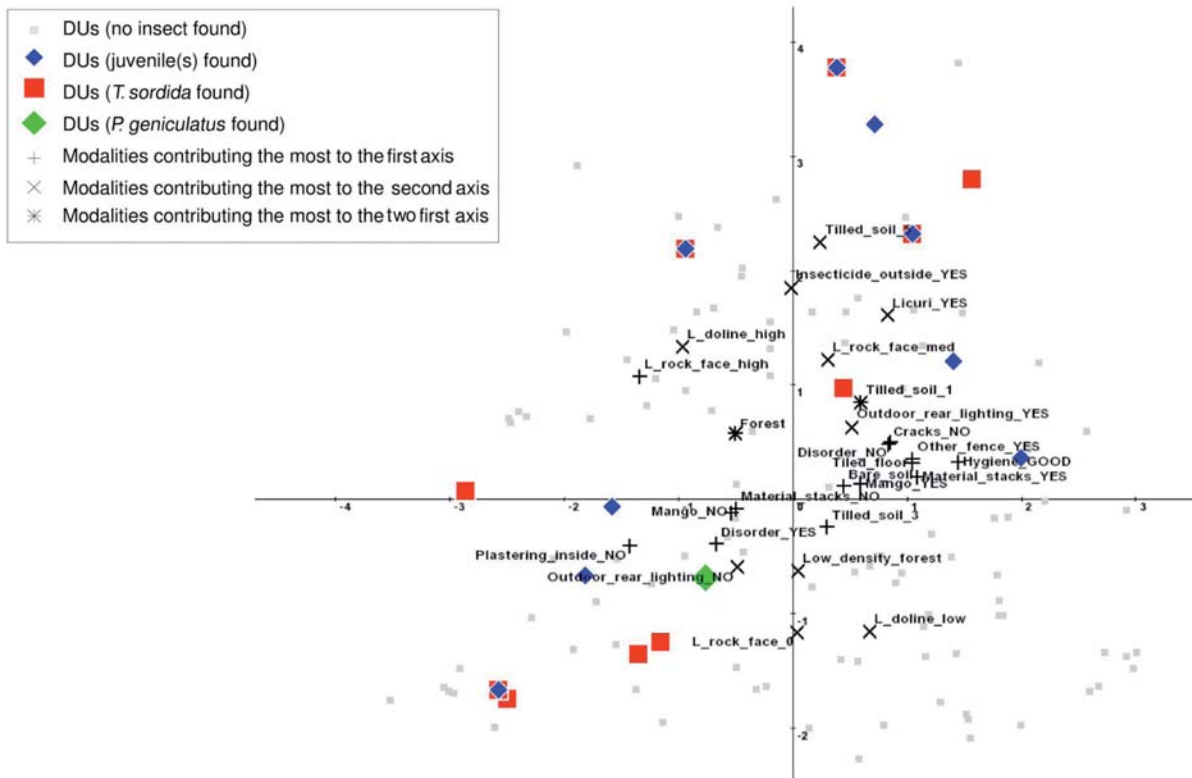 DUs (no insect found)
DUs (juvenile(s) found)
DUs (T. sordida found)
DUs (P. geniculatus found)
Modalities contributing the most to the first axis
Modalities contributing the most to the second axis
Modalities contributing the most to the two first axis
4
3
Tilled_soil_
Insecticide_outside_YES
Licuri_YES
L_doline_high
L_rock_face_med
L_rock_face_high
1
Tilled_soil_1
Outdoor_rear_lighting_YES
Forest
Cracks_NO
Disorder_NO
Other_fence_YES
Tiled_floor
Hygiene_GOOD
Bare_soil
Material_stacks_YES
Mango_YES
Material_stacks_NO
-4
-3
-2
-1
1
2
3
Mango_NO
Tilled_soil_3
Disorder_YES
Plastering_inside_NO
Low_density_forest
Outdoor_rear_lighting_NO
-1
L_doline_low
L_rock_face_0
-2